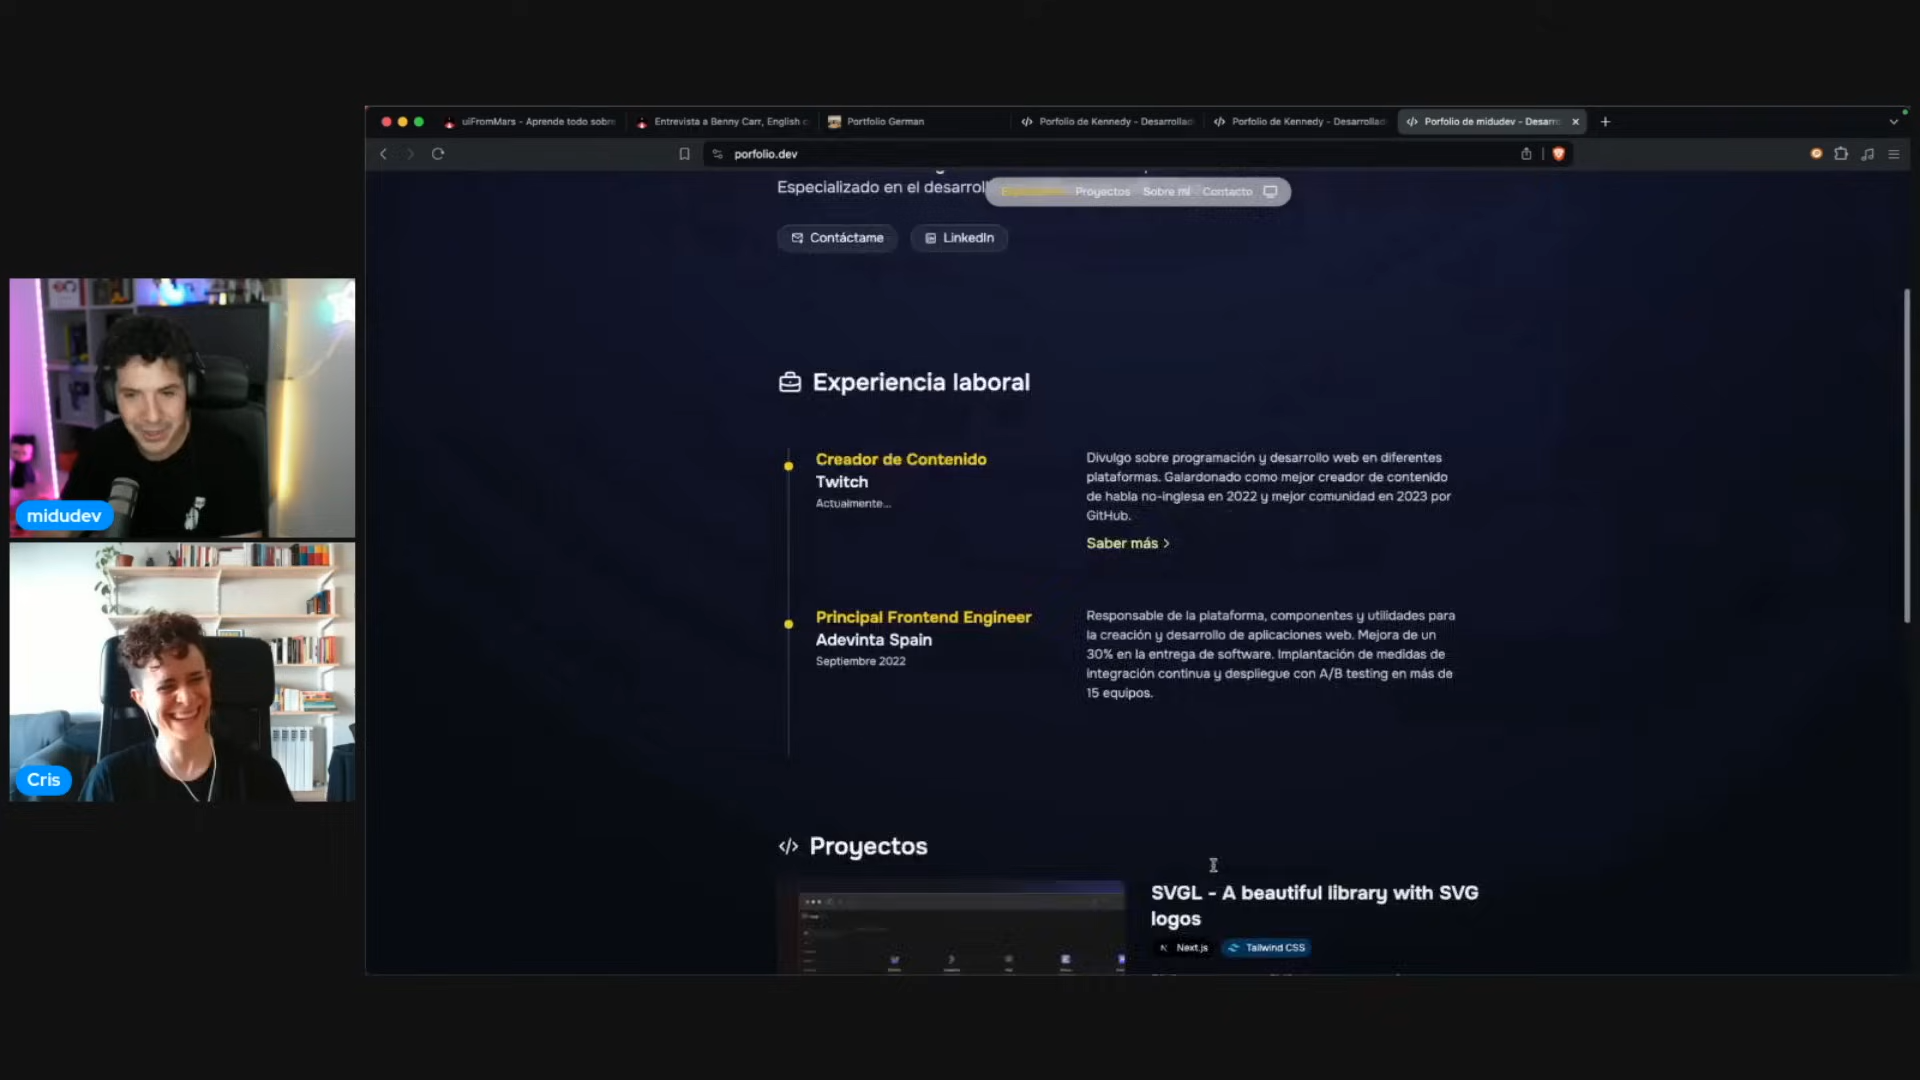 uiFromMars - Aprende todo sobre
Entrevista a Benny Carr, English c
Portfolio German
Porfolio de Kennedy - Desarrollad
Porfolio de Kennedy - Desarrollad
Porfolio de midudev - Desarr
porfolio.dev
Especializado en el desarrol
Proyectos
Sobre mí
Contacto
Contáctame
LinkedIn
Experiencia laboral
Creador de Contenido
Twitch
Actualmente...
Divulgo sobre programación y desarrollo web en diferentes
plataformas. Galardonado como mejor creador de contenido
de habla no-inglesa en 2022 y mejor comunidad en 2023 por
GitHub.
Saber más >
Principal Frontend Engineer
Adevinta Spain
Septiembre 2022
Responsable de la plataforma, componentes y utilidades para
la creación y desarrollo de aplicaciones web. Mejora de un
30% en la entrega de software. Implantación de medidas de
integración continua y despliegue con A/B testing en más de
15 equipos.
</> Proyectos
SVGL - A beautiful library with SVG
logos
Next.js
Tailwind CSS
midudev
Cris